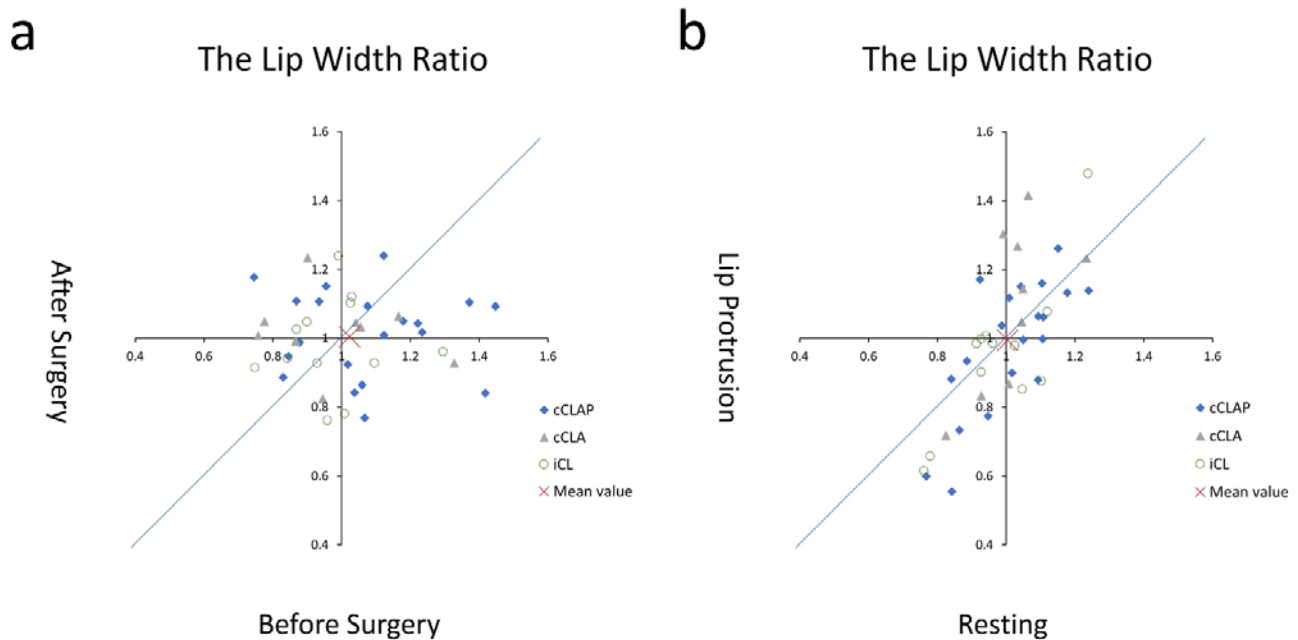 a
The Lip Width Ratio
1.6
1.4
1.2
1
0.8
0.6
0.4
0.4 0.6 0.8 1 1.2 1.4 1.6
After Surgery
Before Surgery
cCLAP
cCLA
iCL
Mean value
b
The Lip Width Ratio
1.6
1.4
1.2
1
0.8
0.6
0.4
0.4 0.6 0.8 1 1.2 1.4 1.6
Lip Protrusion
Resting
cCLAP
cCLA
iCL
Mean value